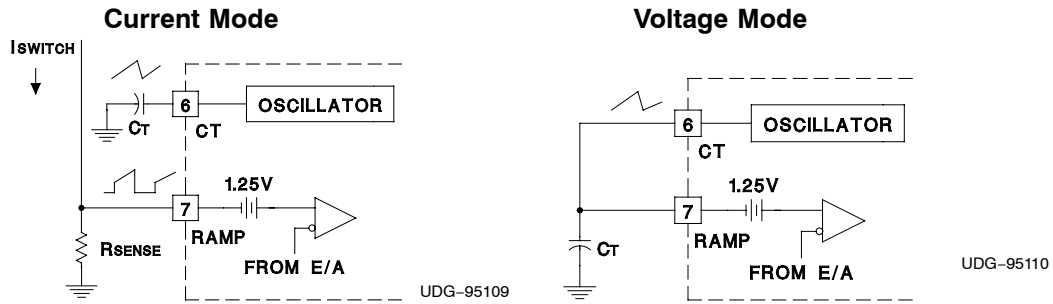 Current Mode
ISWITCH
CT
6
OSCILLATOR
CT
1.25V
7
RSENSE
RAMP
FROM E/A
UDG−95109
Voltage Mode
6
OSCILLATOR
CT
1.25V
7
CT
RAMP
FROM E/A
UDG−95110